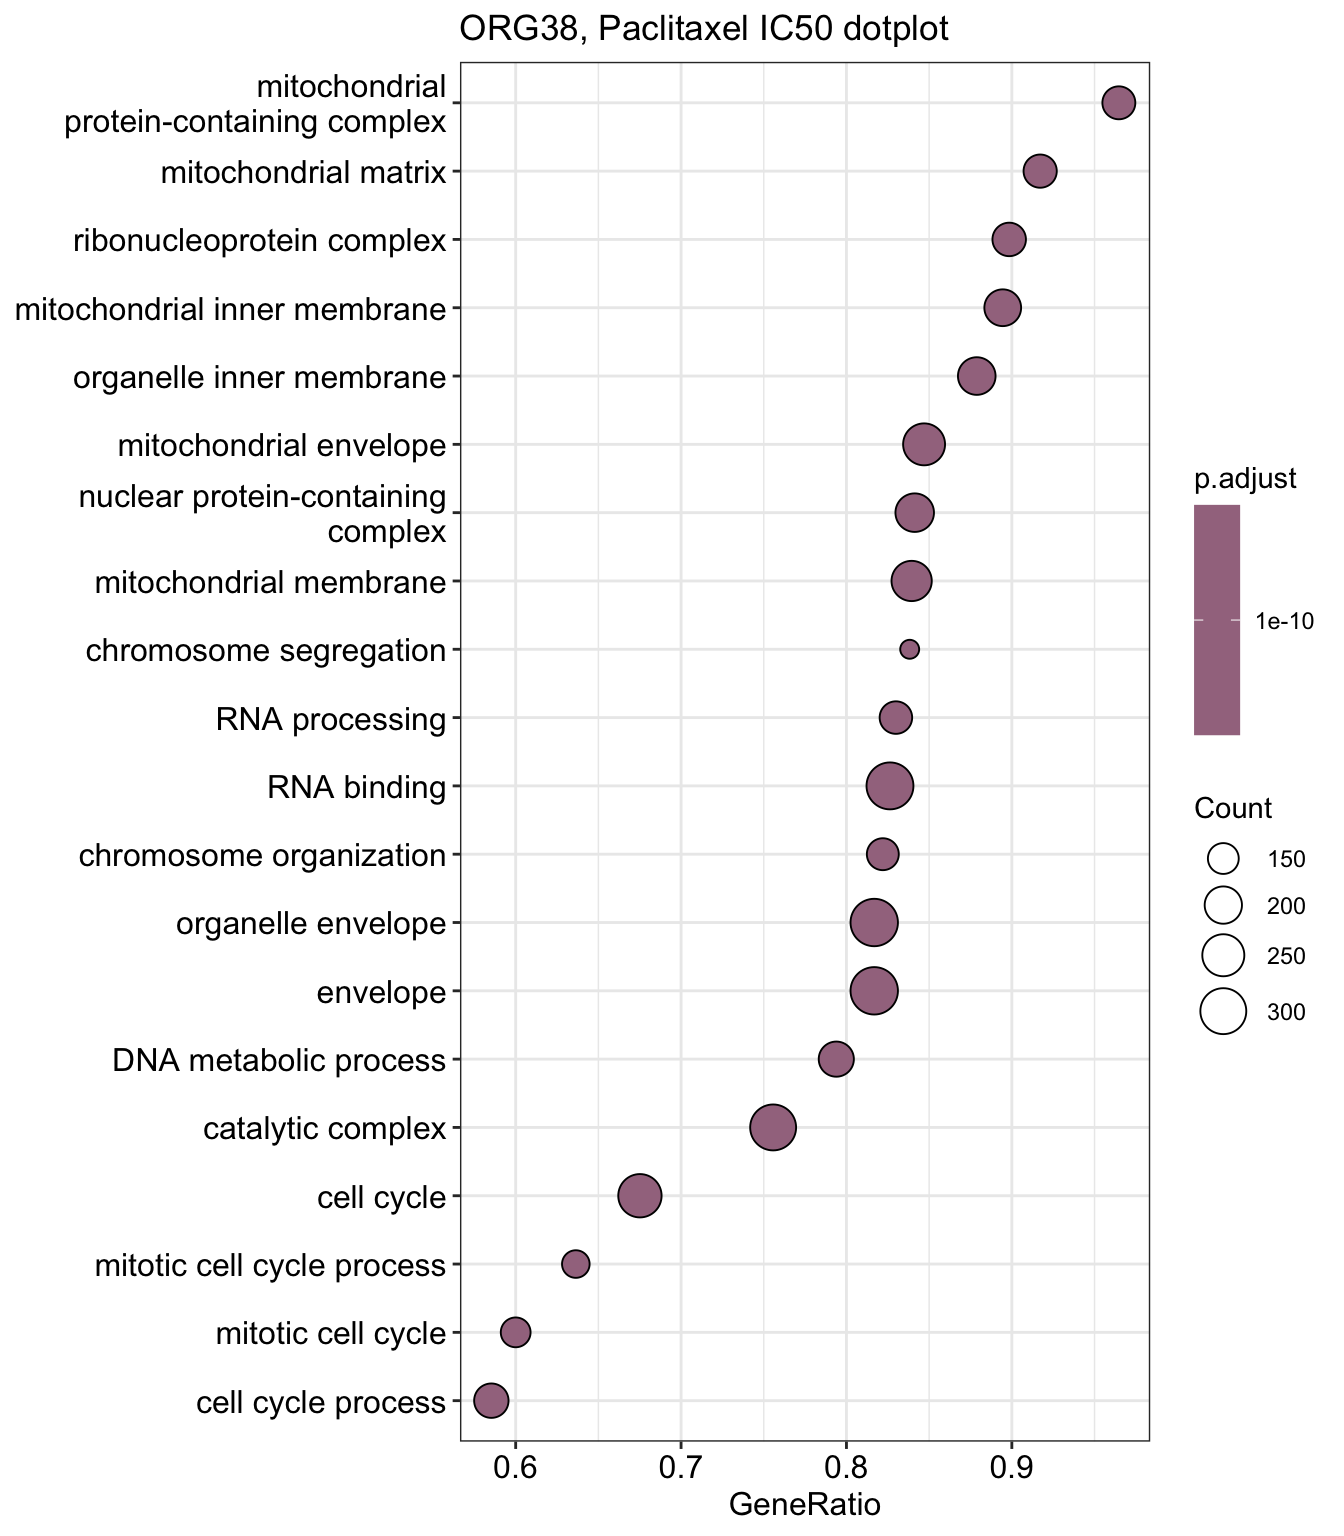 ORG38, Paclitaxel IC50 dotplot
mitochondrial
protein-containing complex
mitochondrial matrix
ribonucleoprotein complex
mitochondrial inner membrane
organelle inner membrane
mitochondrial envelope
nuclear protein-containing
complex
mitochondrial membrane
chromosome segregation
RNA processing
RNA binding
chromosome organization
organelle envelope
envelope
DNA metabolic process
catalytic complex
cell cycle
mitotic cell cycle process
mitotic cell cycle
cell cycle process
0.6 0.7 0.8 0.9
GeneRatio
p.adjust
1e-10
Count
150
200
250
300